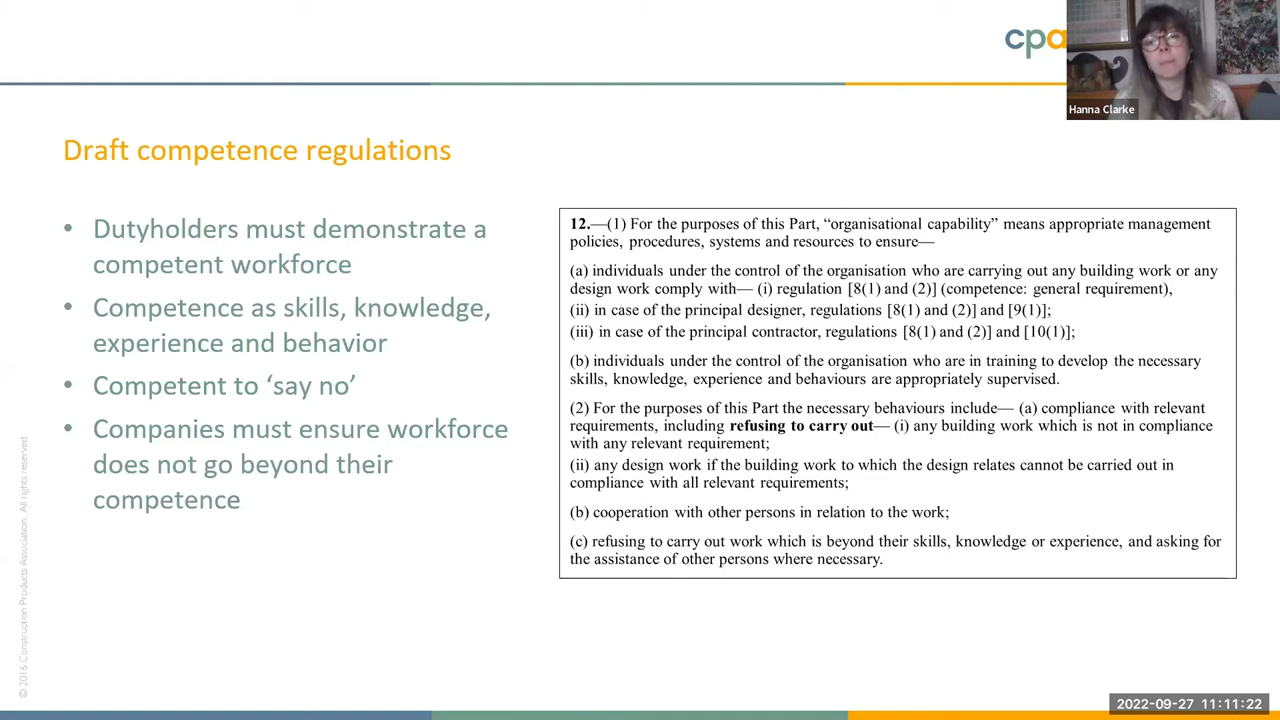 cpa
Hanna Clarke
Draft competence regulations
• Dutyholders must demonstrate a
competent workforce
• Competence as skills, knowledge,
experience and behavior
• Competent to ‘say no’
• Companies must ensure workforce
does not go beyond their
competence
12.—(1) For the purposes of this Part, “organisational capability” means appropriate management
policies, procedures, systems and resources to ensure—
(a) individuals under the control of the organisation who are carrying out any building work or any
design work comply with— (i) regulation [8(1) and (2)] (competence: general requirement),
(ii) in case of the principal designer, regulations [8(1) and (2)] and [9(1)];
(iii) in case of the principal contractor, regulations [8(1) and (2)] and [10(1)];
(b) individuals under the control of the organisation who are in training to develop the necessary
skills, knowledge, experience and behaviours are appropriately supervised.
(2) For the purposes of this Part the necessary behaviours include— (a) compliance with relevant
requirements, including refusing to carry out— (i) any building work which is not in compliance
with any relevant requirement;
(ii) any design work if the building work to which the design relates cannot be carried out in
compliance with all relevant requirements;
(b) cooperation with other persons in relation to the work;
(c) refusing to carry out work which is beyond their skills, knowledge or experience, and asking for
the assistance of other persons where necessary.
© 2016 Construction Products Association. All rights reserved.
2022-09-27 11:11:22